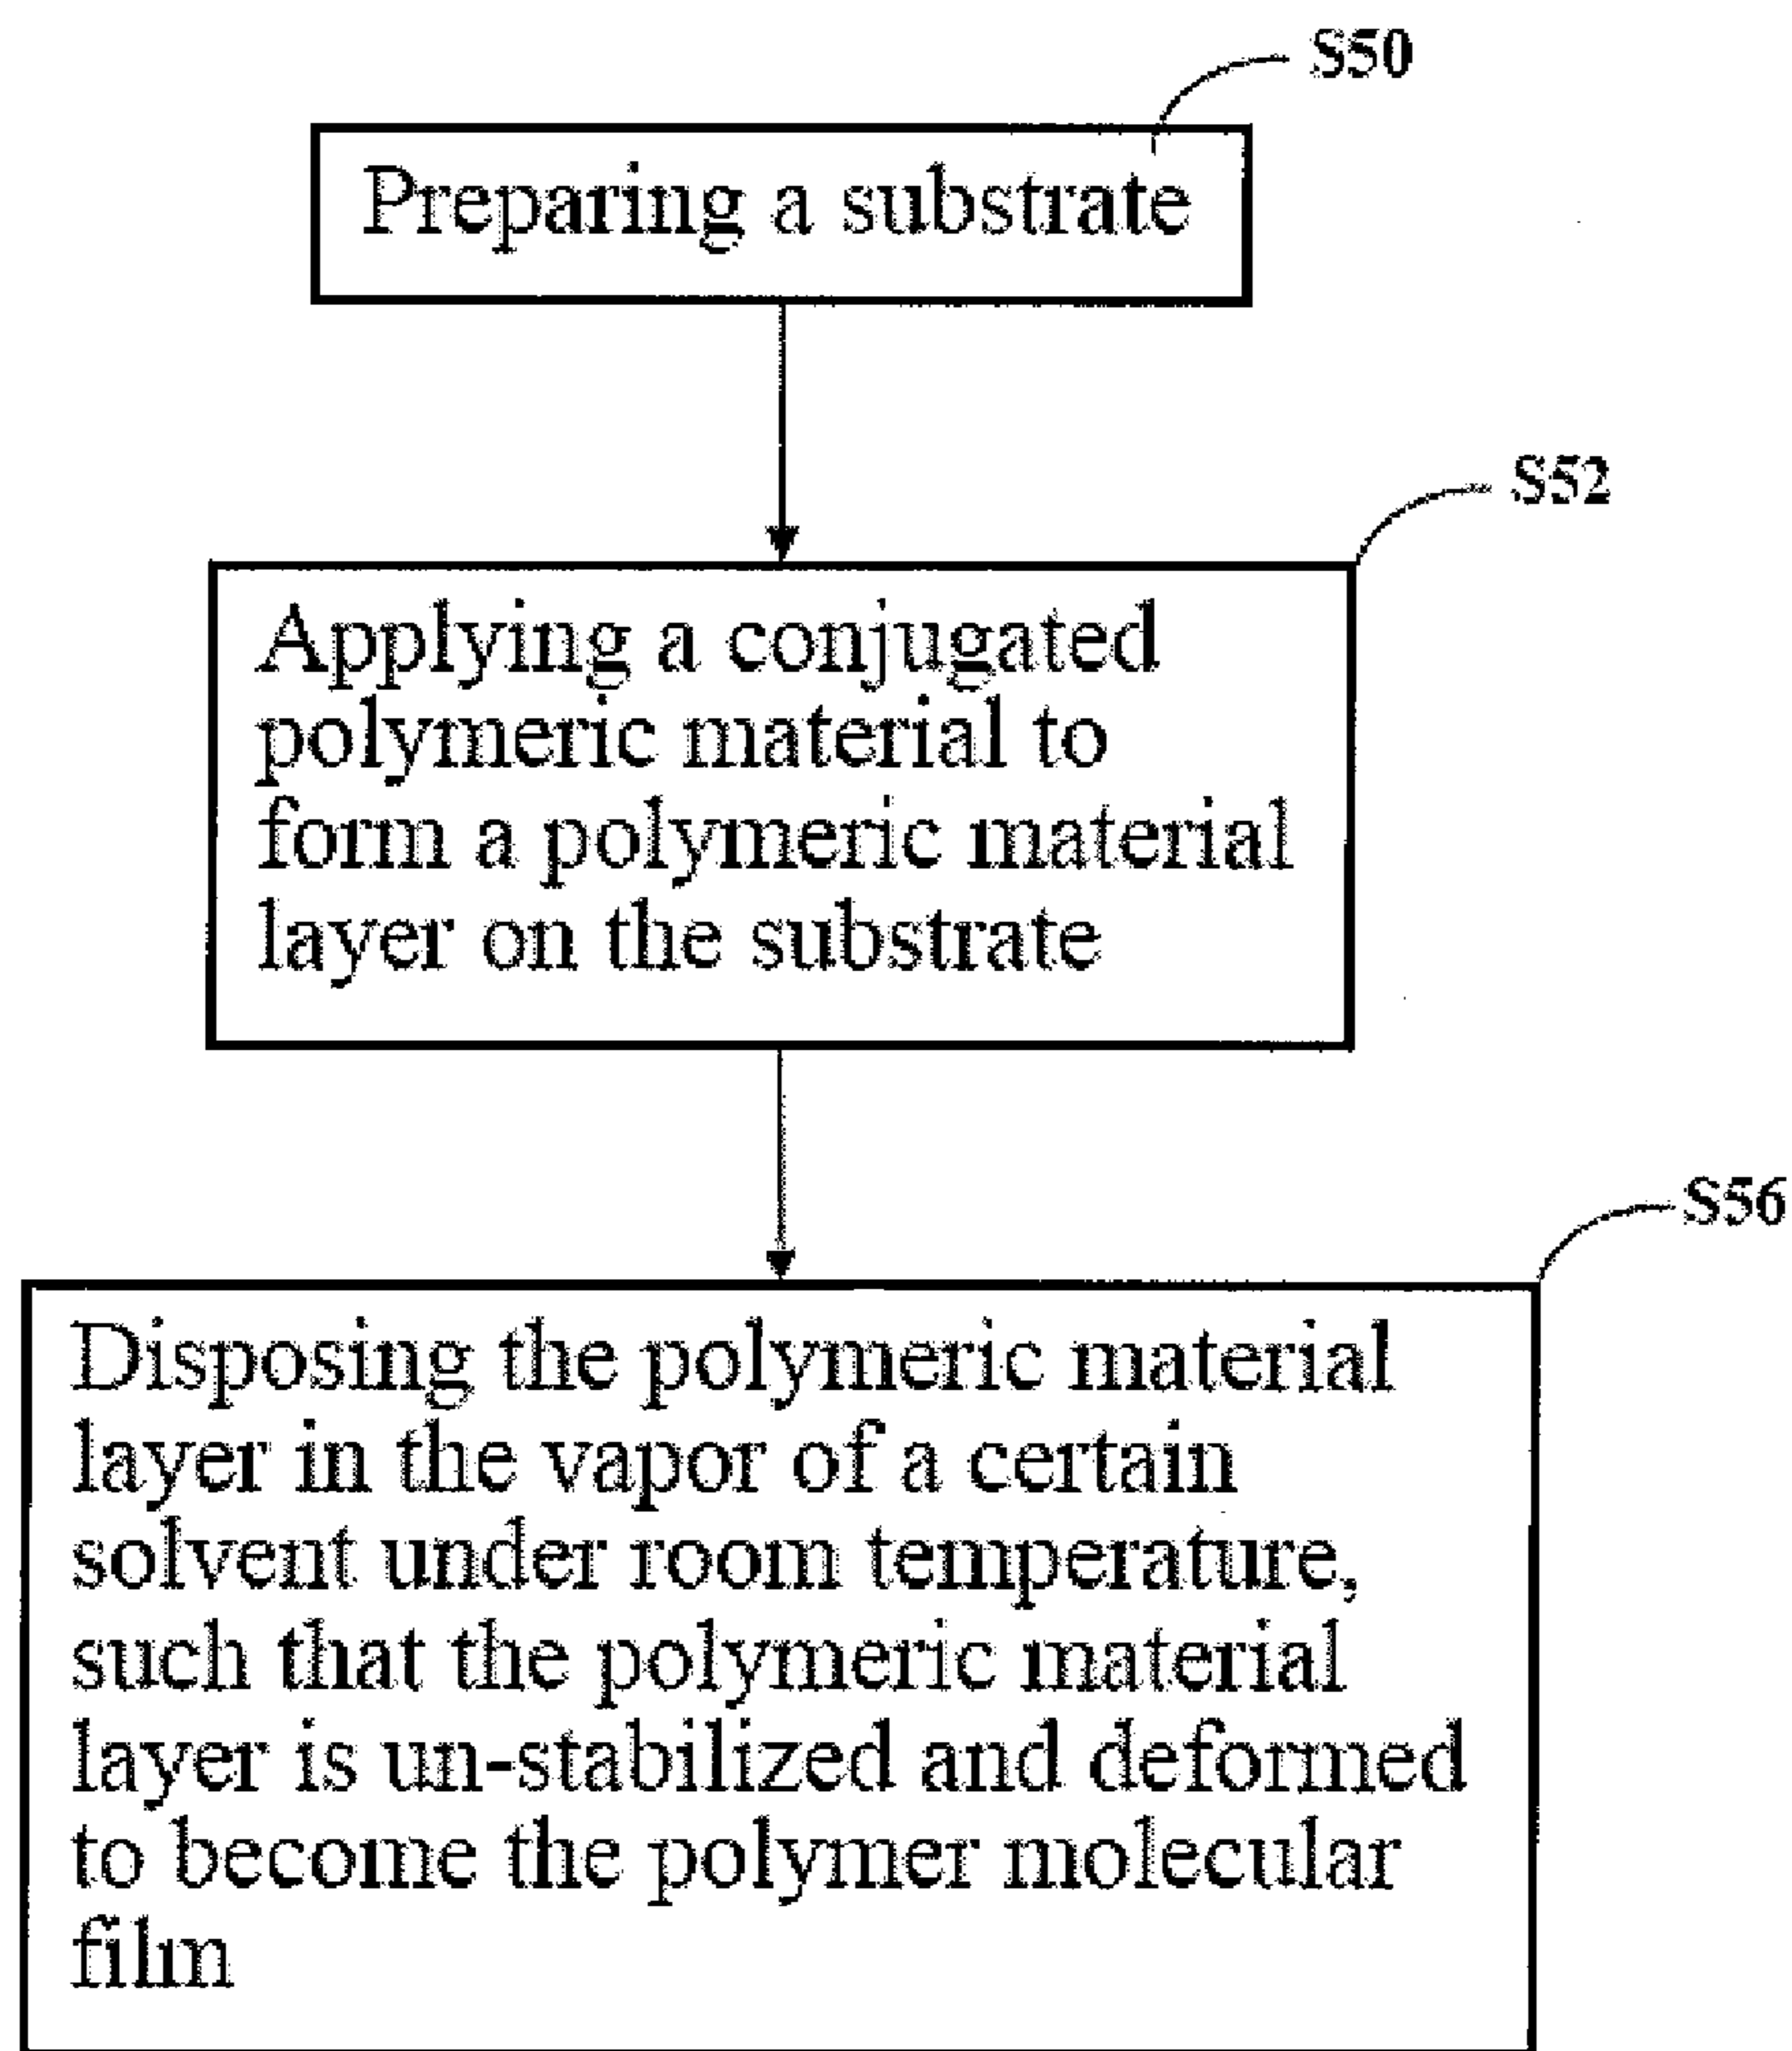 S50
Preparing a substrate
S52
Applying a conjugated
polymeric material to
form a polymeric material
layer on the substrate
S56
Disposing the polymeric material
layer in the vapor of a certain
solvent under room temperature,
such that the polymeric material
layer is un-stabilized and deformed
to become the polymer molecular
film